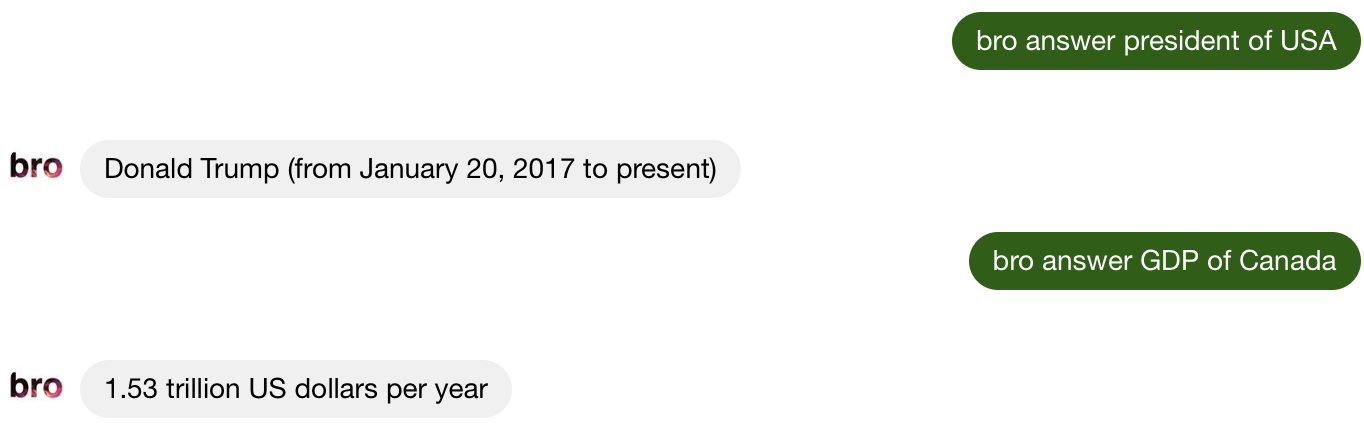 bro answer president of USA
bro Donald Trump (from January 20, 2017 to present)
bro answer GDP of Canada
bro 1.53 trillion US dollars per year